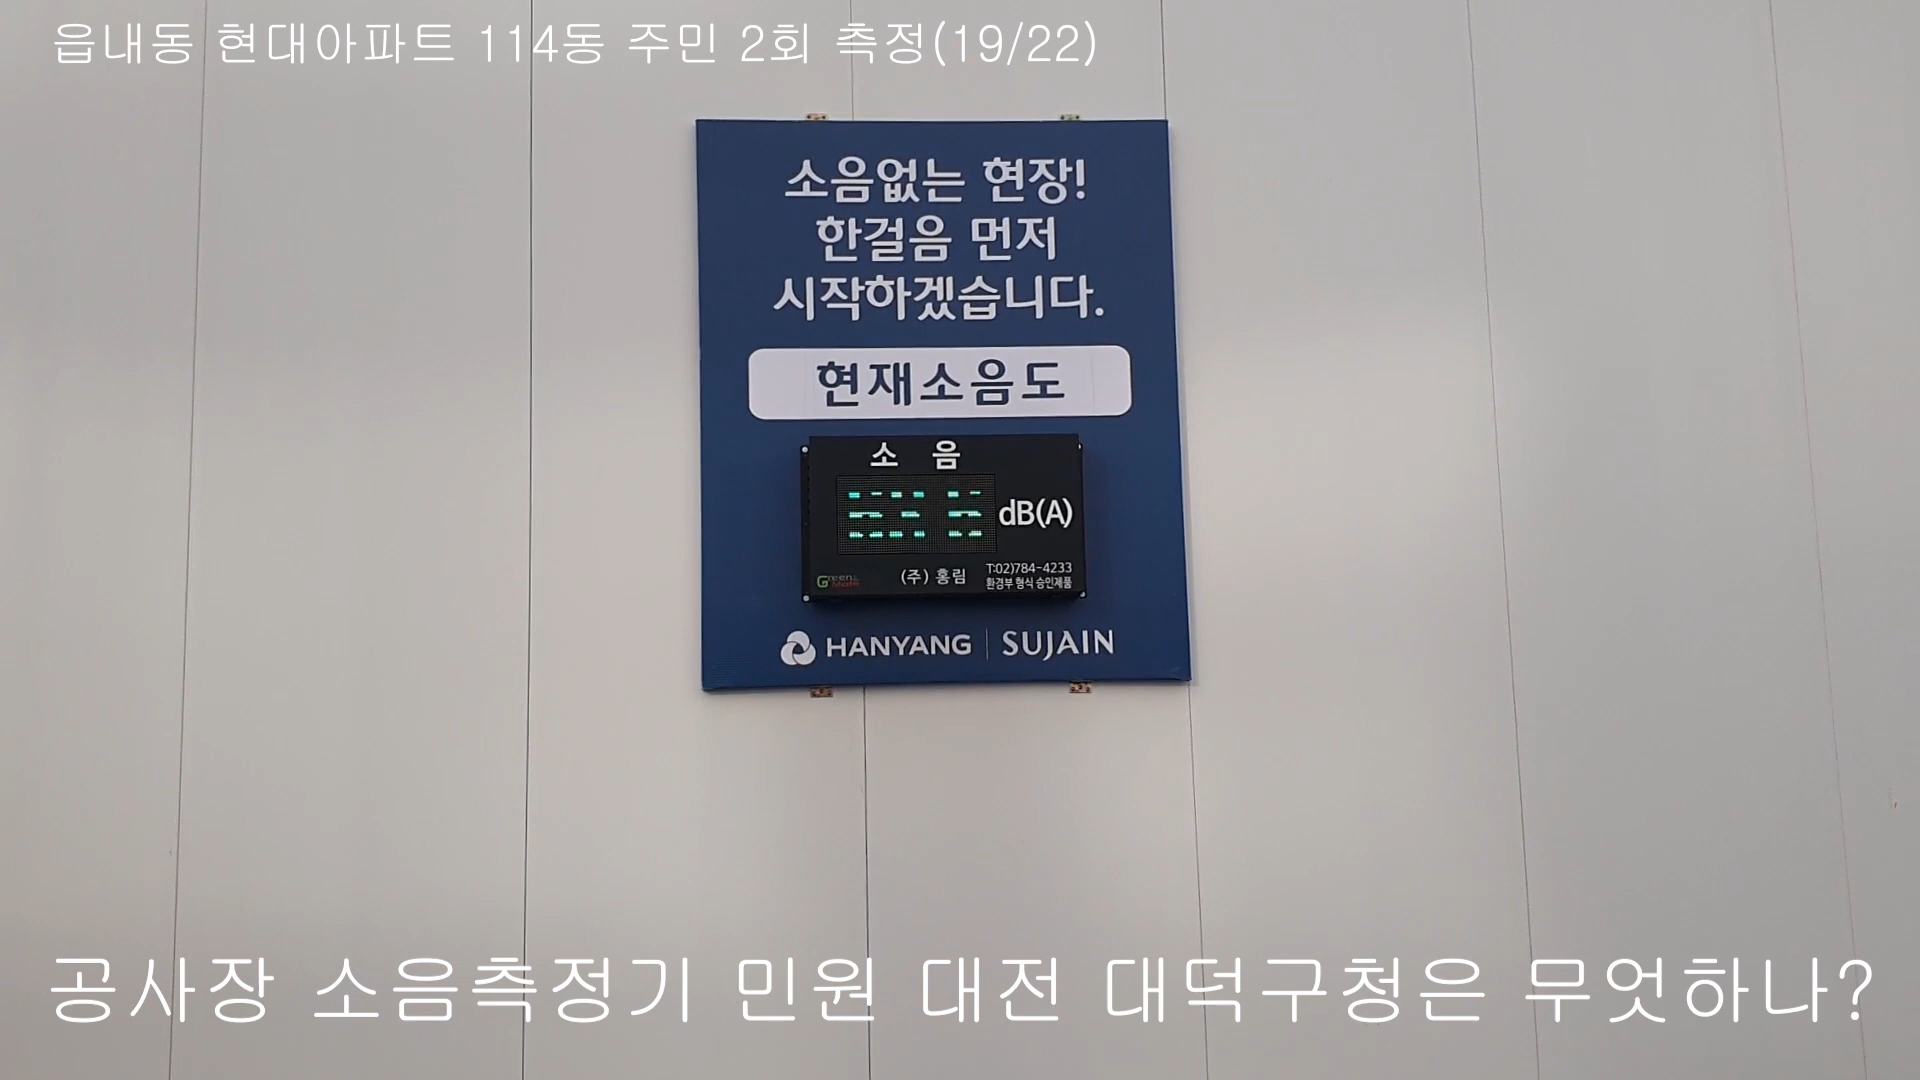 읍내동 현대아파트 114동 주민 2회 측정(19/22)
소음없는 현장!
한걸음 먼저
시작하겠습니다.
현재소음도
소 음
dB(A)
(주) 홍림
T:02)784-4233
환경부 형식 승인제품
HANYANG | SUJAIN
공사장 소음측정기 민원 대전 대덕구청은 무엇하나?